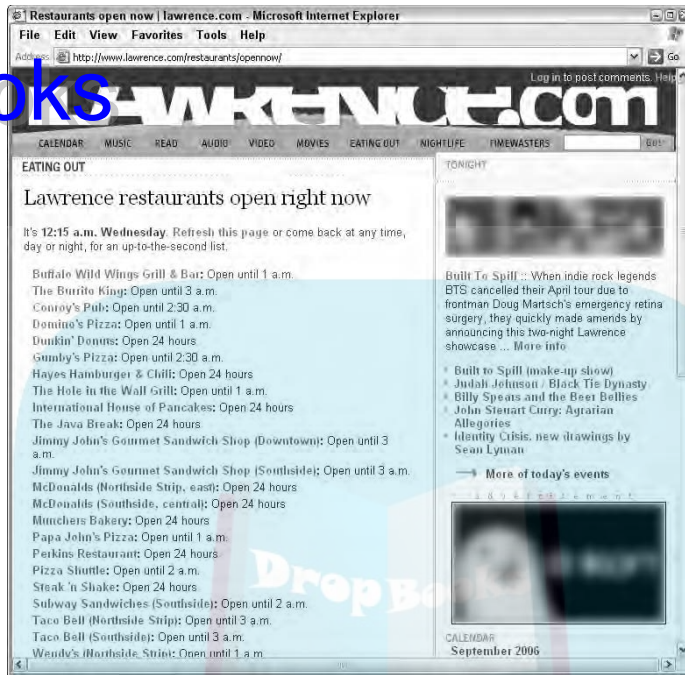 Restaurants open now | lawrence.com - Microsoft Internet Explorer
File Edit View Favorites Tools Help
Address http://www.lawrence.com/restaurants/opennow/ Go
Log in to post comments. Help
oks
LAWRENCE.com
CALENDAR MUSIC READ AUDIO VIDEO MOVIES EATING OUT NIGHTLIFE TIMEWASTERS
EATING OUT
Lawrence restaurants open right now
It's 12:15 a.m. Wednesday. Refresh this page or come back at any time,
day or night, for an up-to-the-second list.
Buffalo Wild Wings Grill & Bar: Open until 1 a.m.
The Burrito King: Open until 3 a.m.
Conroy's Pub: Open until 2:30 a.m.
Domino's Pizza: Open until 1 a.m.
Dunkin' Donuts: Open 24 hours
Gumby's Pizza: Open until 2:30 a.m.
Hayes Hamburger & Chili: Open 24 hours
The Hole in the Wall Grill: Open until 1 a.m.
International House of Pancakes: Open 24 hours
The Java Break: Open 24 hours
Jimmy John's Gourmet Sandwich Shop (Downtown): Open until 3
a.m.
Jimmy John's Gourmet Sandwich Shop (Southside): Open until 3 a.m.
McDonalds (Northside Strip, east): Open 24 hours
McDonalds (Southside, central): Open 24 hours
Munchers Bakery: Open 24 hours
Papa John's Pizza: Open until 1 a.m.
Perkins Restaurant: Open 24 hours
Pizza Shuttle: Open until 2 a.m.
Steak 'n Shake: Open 24 hours
Subway Sandwiches (Southside): Open until 2 a.m.
Taco Bell (Northside Strip): Open until 3 a.m.
Taco Bell (Southside): Open until 3 a.m.
Wendy's (Northside Strip): Open until 1 a.m.
Drop Books
TONIGHT
Built To Spill :: When indie rock legends
BTS cancelled their April tour due to
frontman Doug Martsch's emergency retina
surgery, they quickly made amends by
announcing this two-night Lawrence
showcase ... More info
Built to Spill (make-up show)
Judah Johnson / Black Tie Dynasty
Billy Spears and the Beer Bellies
John Steuart Curry: Agrarian
Allegories
Identity Crisis, new drawings by
Sean Lyman
More of today's events
advertisement
CALENDAR
September 2006